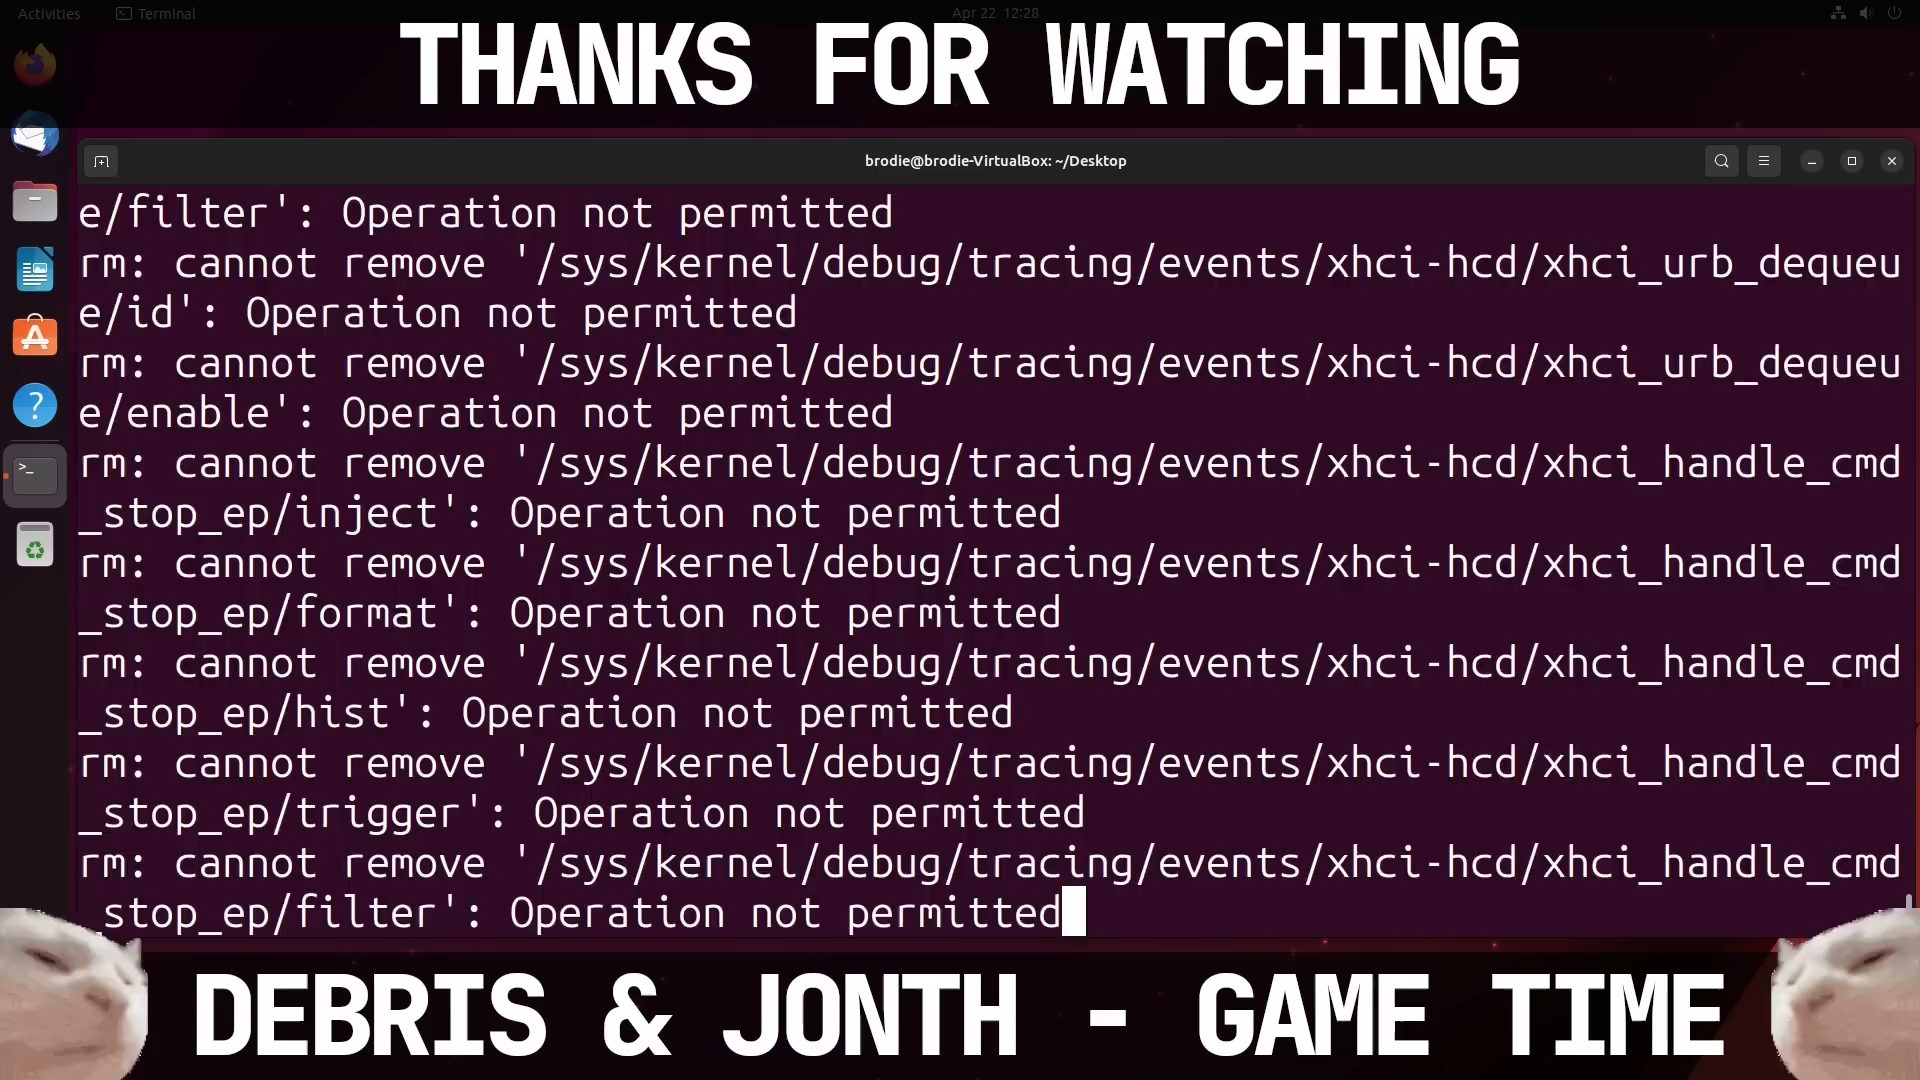 Activities
Terminal
Apr 22 12:28
THANKS FOR WATCHING
brodie@brodie-VirtualBox: ~/Desktop
e/filter': Operation not permitted
rm: cannot remove '/sys/kernel/debug/tracing/events/xhci-hcd/xhci_urb_dequeu
e/id': Operation not permitted
rm: cannot remove '/sys/kernel/debug/tracing/events/xhci-hcd/xhci_urb_dequeu
e/enable': Operation not permitted
rm: cannot remove '/sys/kernel/debug/tracing/events/xhci-hcd/xhci_handle_cmd
_stop_ep/inject': Operation not permitted
rm: cannot remove '/sys/kernel/debug/tracing/events/xhci-hcd/xhci_handle_cmd
_stop_ep/format': Operation not permitted
rm: cannot remove '/sys/kernel/debug/tracing/events/xhci-hcd/xhci_handle_cmd
_stop_ep/hist': Operation not permitted
rm: cannot remove '/sys/kernel/debug/tracing/events/xhci-hcd/xhci_handle_cmd
_stop_ep/trigger': Operation not permitted
rm: cannot remove '/sys/kernel/debug/tracing/events/xhci-hcd/xhci_handle_cmd
_stop_ep/filter': Operation not permitted
DEBRIS & JONTH - GAME TIME